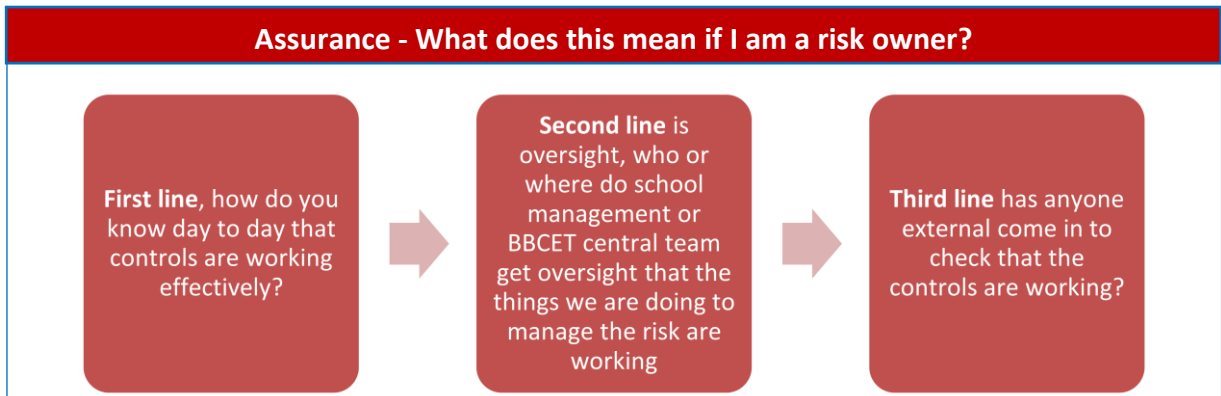 Assurance - What does this mean if I am a risk owner?
First line, how do you
know day to day that
controls are working
effectively?
Second line is
oversight, who or
where do school
management or
BBCET central team
get oversight that the
things we are doing to
manage the risk are
working
Third line has anyone
external come in to
check that the
controls are working?